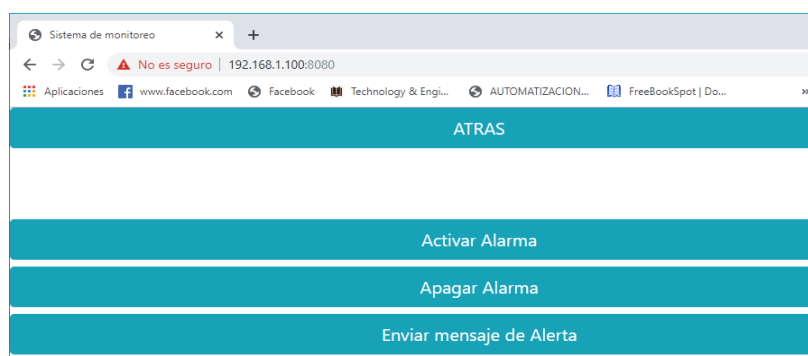 Sistema de monitoreo
No es seguro | 192.168.1.100:8080
Aplicaciones www.facebook.com Facebook Technology & Engi... AUTOMATIZACION... FreeBookSpot | Do... »
ATRAS
Activar Alarma
Apagar Alarma
Enviar mensaje de Alerta